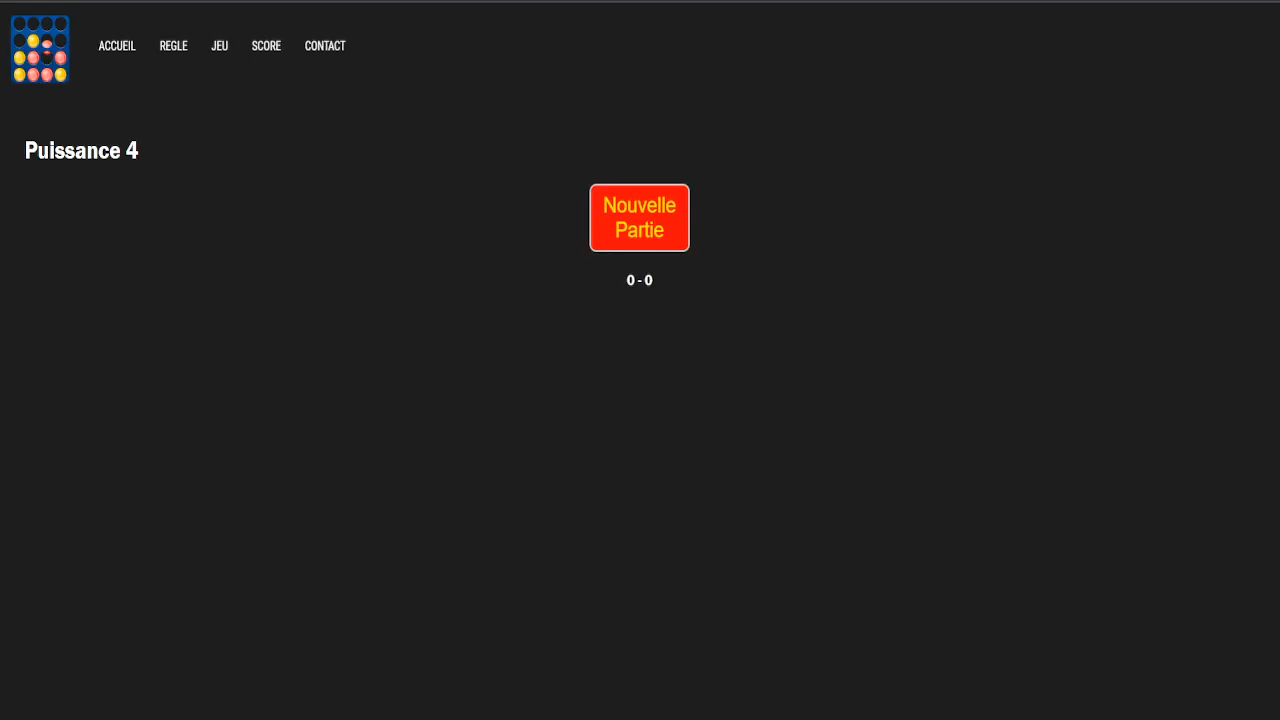 ACCUEIL REGLE JEU SCORE CONTACT
Puissance 4
Nouvelle
Partie
0 - 0